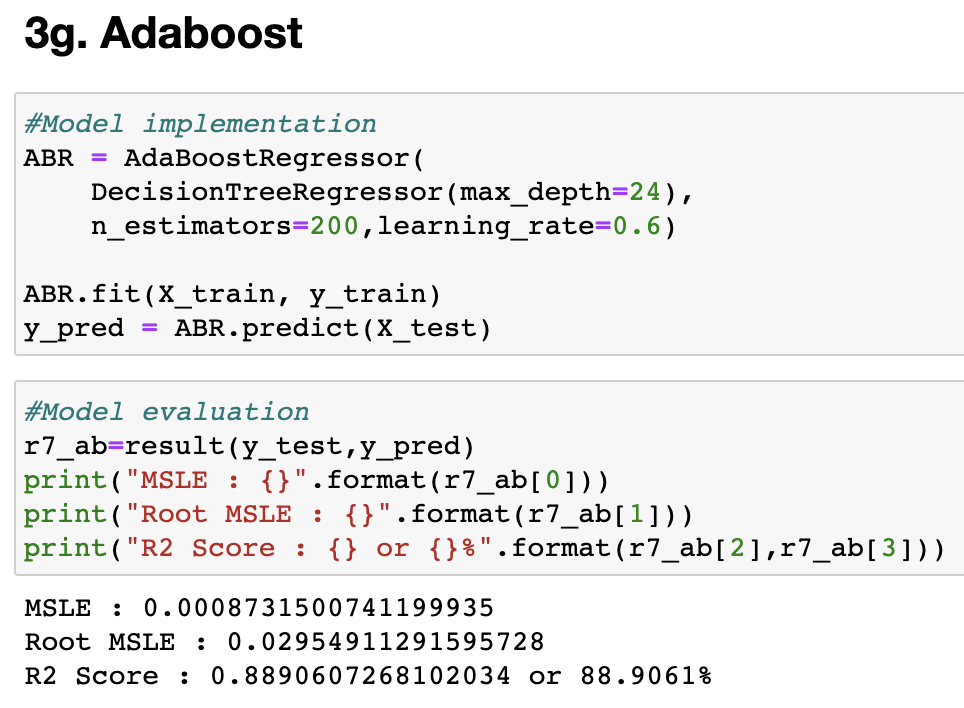 3g. Adaboost
#Model implementation
ABR = AdaBoostRegressor(
    DecisionTreeRegressor(max_depth=24),
    n_estimators=200,learning_rate=0.6)
ABR.fit(X_train, y_train)
y_pred = ABR.predict(X_test)
#Model evaluation
r7_ab=result(y_test,y_pred)
print("MSLE : {}".format(r7_ab[0]))
print("Root MSLE : {}".format(r7_ab[1]))
print("R2 Score : {} or {}%".format(r7_ab[2],r7_ab[3]))
MSLE : 0.0008731500741199935
Root MSLE : 0.02954911291595728
R2 Score : 0.8890607268102034 or 88.9061%